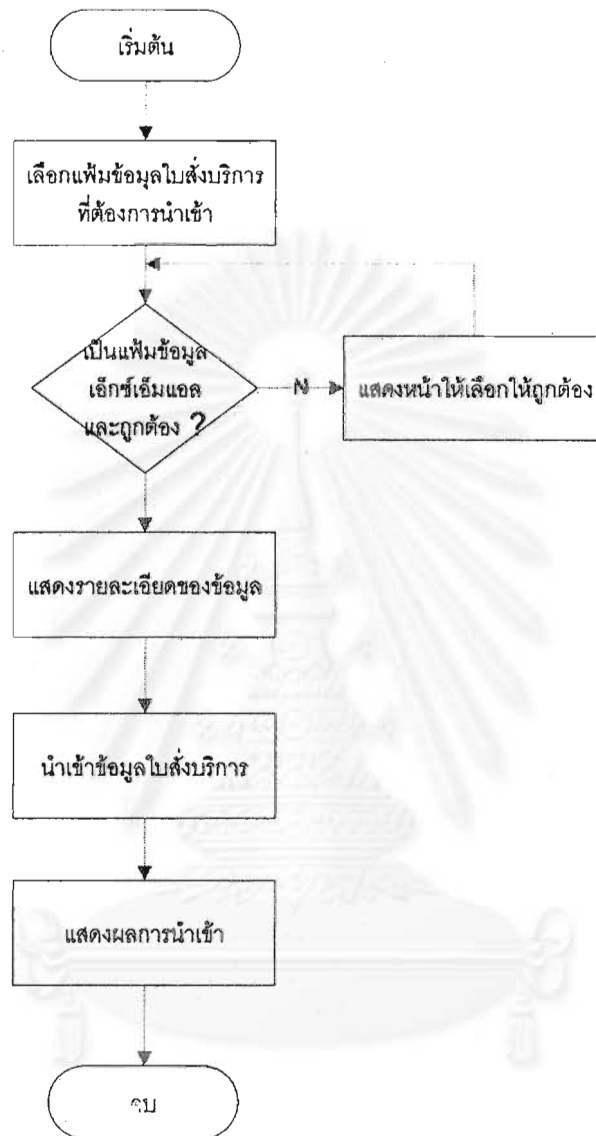 เริ่มต้น
เลือกแฟ้มข้อมูลใบสั่งบริการ
ที่ต้องการนำเข้า
เป็นแฟ้มข้อมูล
เอ็กซ์เอ็มแอล
และถูกต้อง ?
N
แสดงหน้าให้เลือกให้ถูกต้อง
แสดงรายละเอียดของข้อมูล
นำเข้าข้อมูลใบสั่งบริการ
แสดงผลการนำเข้า
จบ